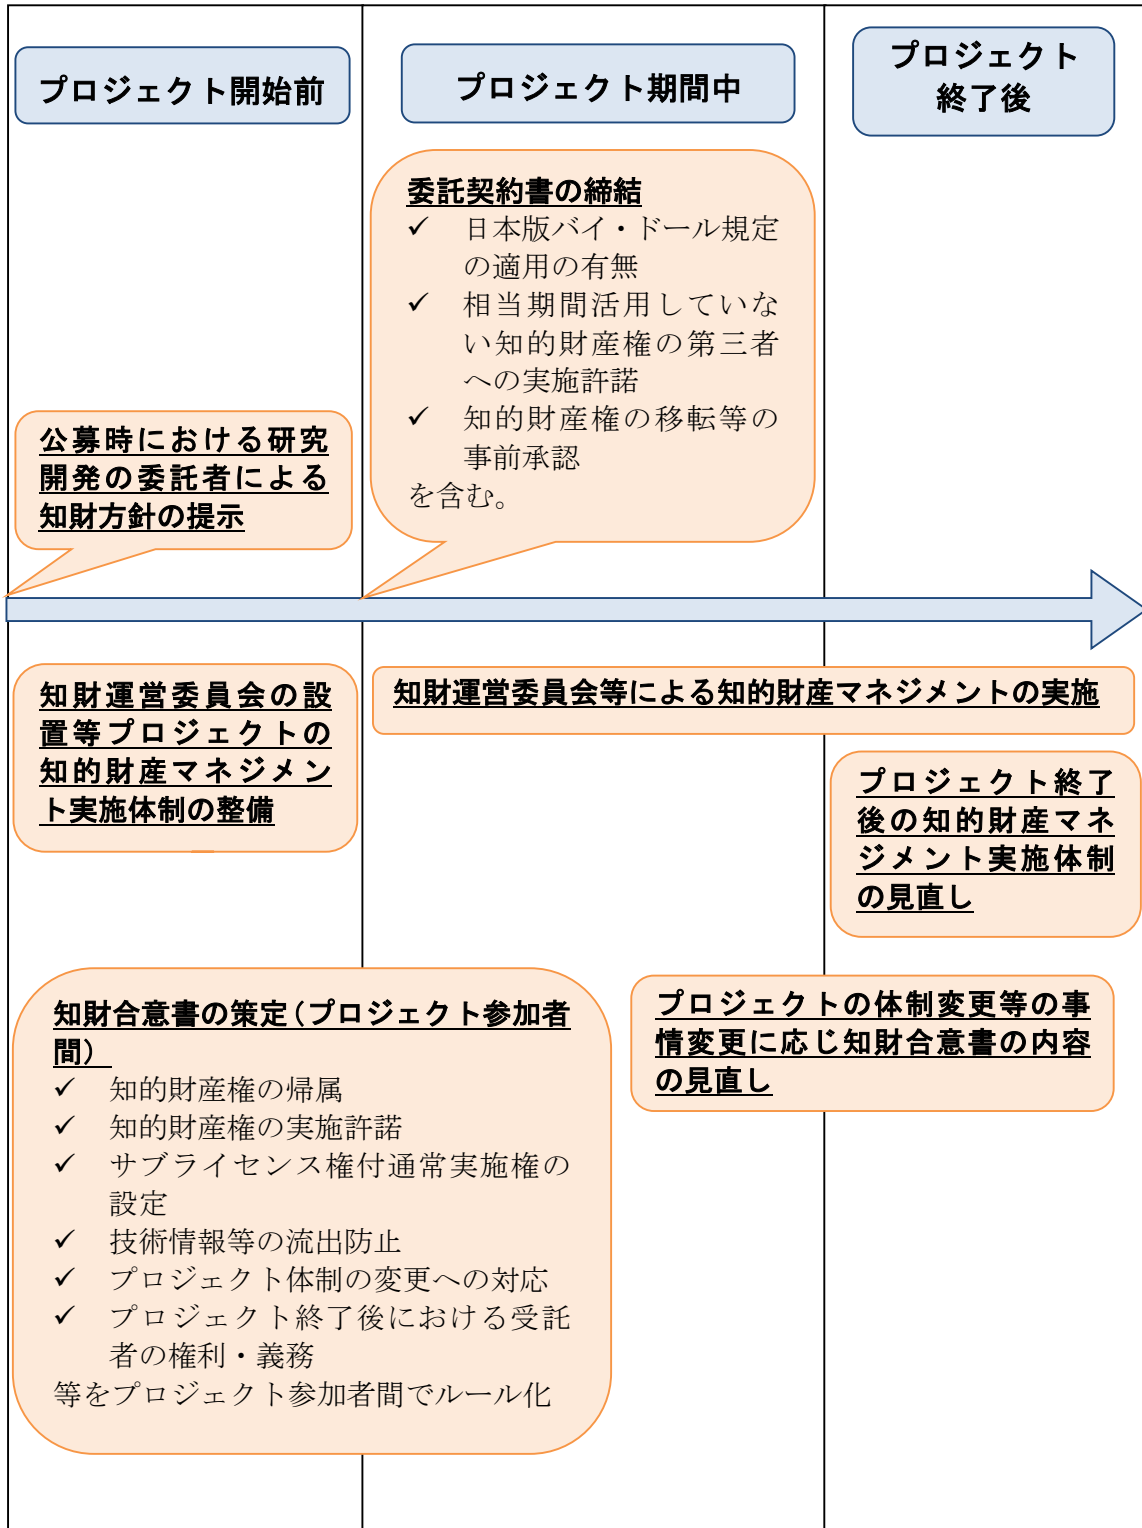 プロジェクト開始前
プロジェクト期間中
プロジェクト
終了後
委託契約書の締結
✓ 日本版バイ・ドール規定
の適用の有無
✓ 相当期間活用していな
い知的財産権の第三者
への実施許諾
✓ 知的財産権の移転等の
事前承認
を含む。
公募時における研究
開発の委託者による
知財方針の提示
知財運営委員会の設
置等プロジェクトの
知的財産マネジメン
ト実施体制の整備
知財運営委員会等による知的財産マネジメントの実施
プロジェクト終了
後の知的財産マネ
ジメント実施体制
の見直し
知財合意書の策定（プロジェクト参加者
間）
✓ 知的財産権の帰属
✓ 知的財産権の実施許諾
✓ サブライセンス権付通常実施権の
設定
✓ 技術情報等の流出防止
✓ プロジェクト体制の変更への対応
✓ プロジェクト終了後における受託
者の権利・義務
等をプロジェクト参加者間でルール化
プロジェクトの体制変更等の事
情変更に応じ知財合意書の内容
の見直し